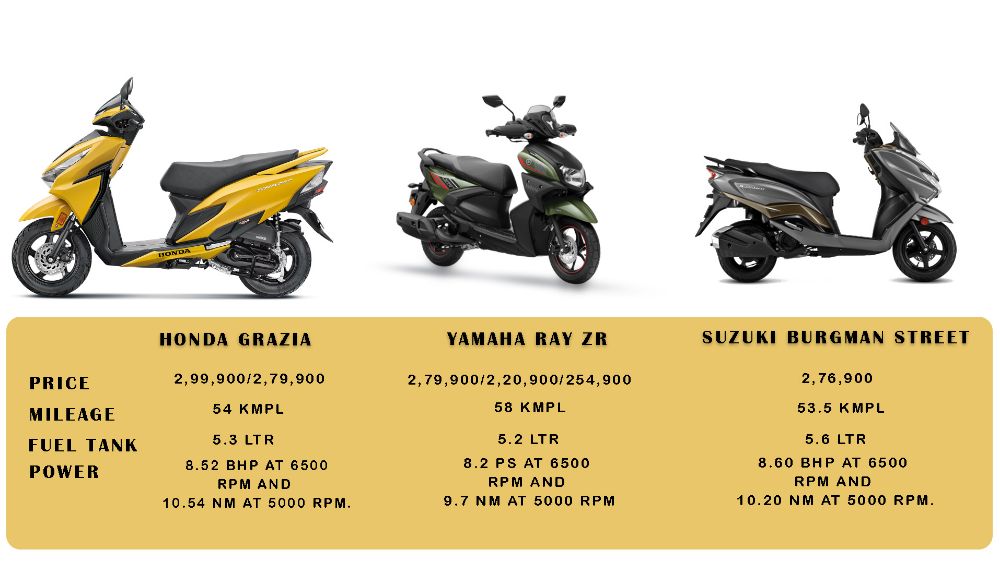 HONDA
HONDA GRAZIA
YAMAHA RAY ZR
SUZUKI BURGMAN STREET
PRICE
2,99,900/2,79,900
2,79,900/2,20,900/254,900
2,76,900
MILEAGE
54 KMPL
58 KMPL
53.5 KMPL
FUEL TANK
5.3 LTR
5.2 LTR
5.6 LTR
POWER
8.52 BHP AT 6500
RPM AND
10.54 NM AT 5000 RPM.
8.2 PS AT 6500
RPM AND
9.7 NM AT 5000 RPM
8.60 BHP AT 6500
RPM AND
10.20 NM AT 5000 RPM.